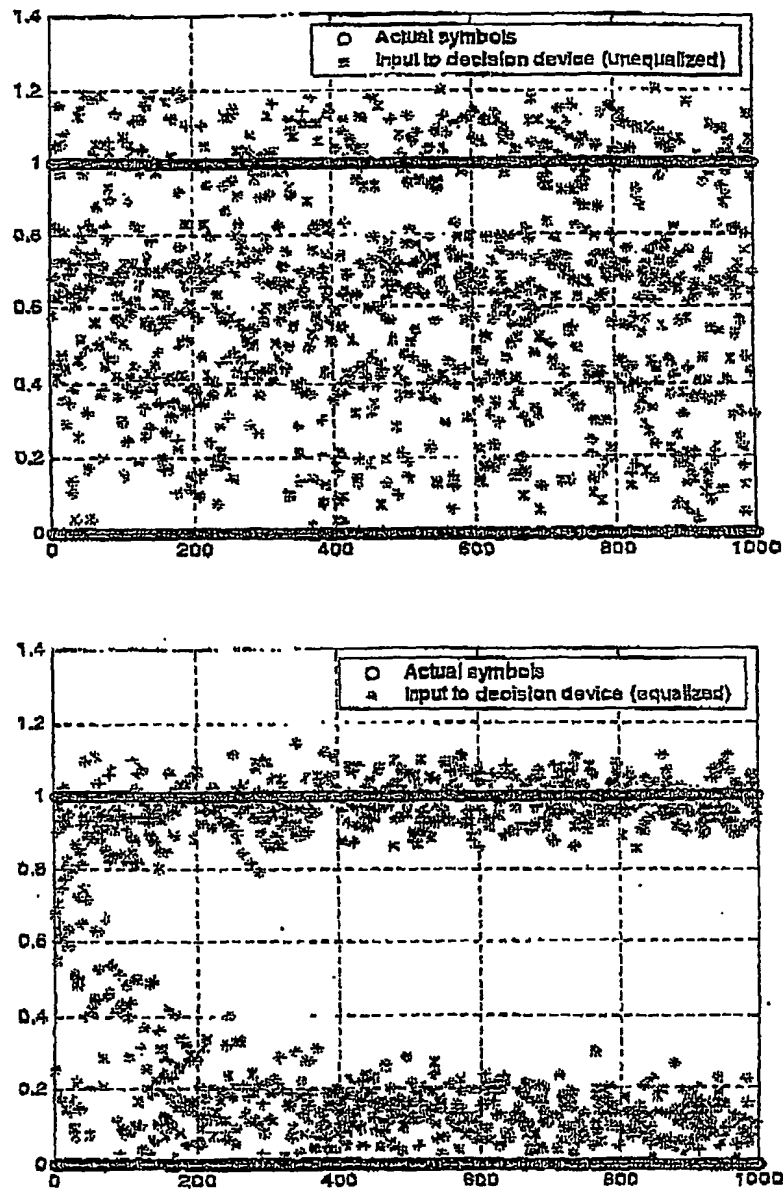 1.4
Actual symbols
Input to decision device (unequalized)
1.2
1
0.8
0.6
0.4
0.2
0
0 200 400 600 800 1000
1.4
Actual symbols
Input to decision device (equalized)
1.2
1
0.8
0.6
0.4
0.2
0
0 200 400 600 800 1000